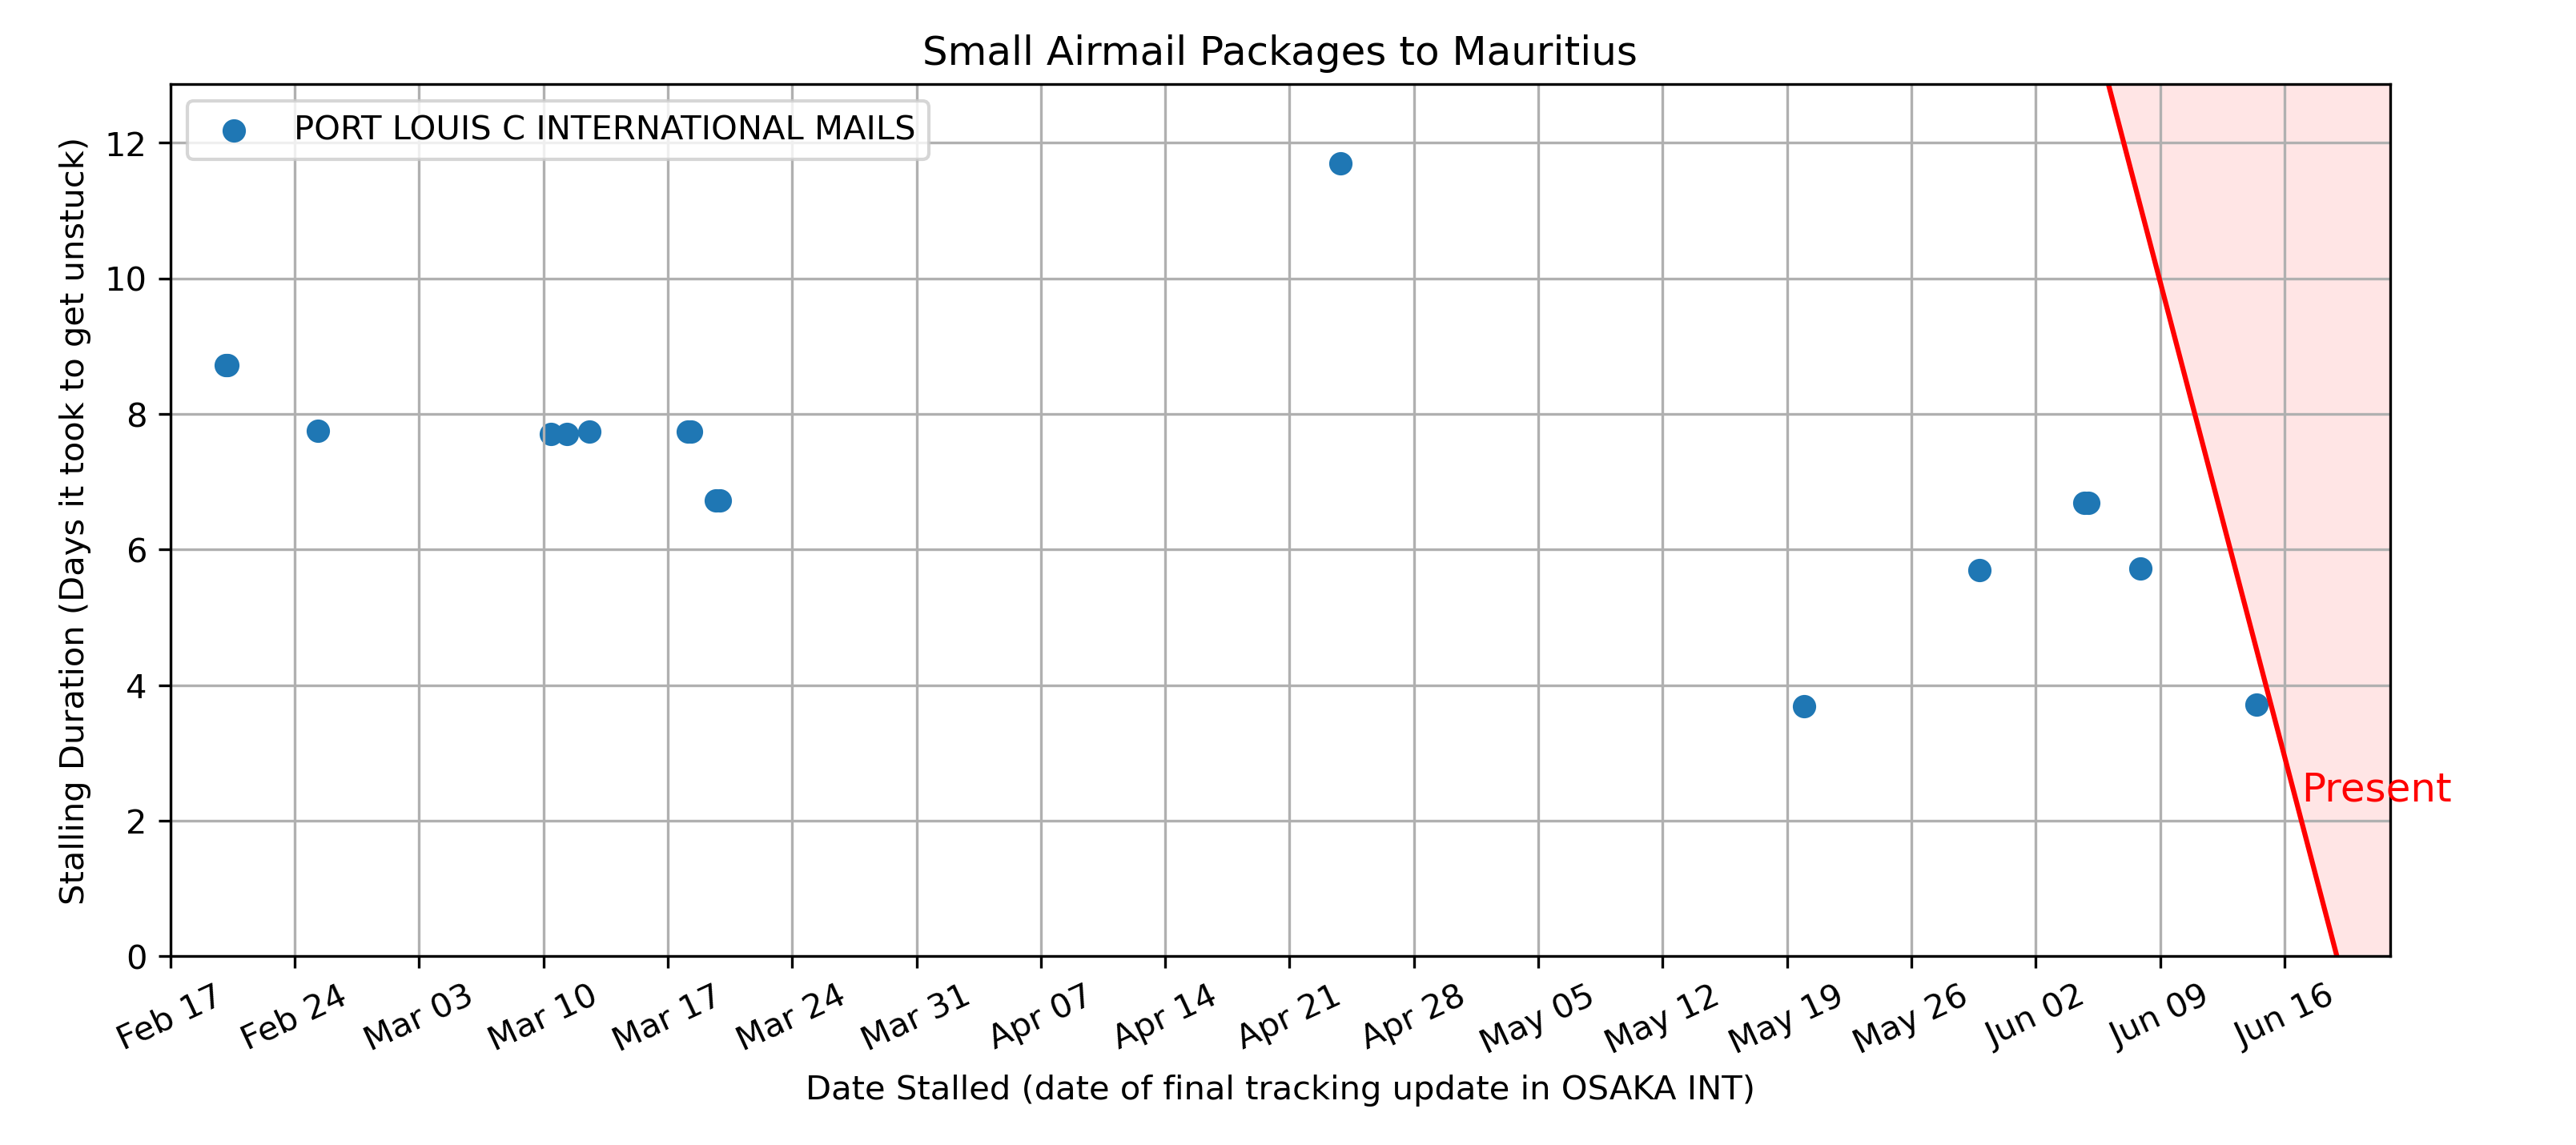 Small Airmail Packages to Mauritius
PORT LOUIS C INTERNATIONAL MAILS
Stalling Duration (Days it took to get unstuck)
12
10
8
6
4
2
0
Present
Feb 17
Feb 24
Mar 03
Mar 10
Mar 17
Mar 24
Mar 31
Apr 07
Apr 14
Apr 21
Apr 28
May 05
May 12
May 19
May 26
Jun 02
Jun 09
Jun 16
Date Stalled (date of final tracking update in OSAKA INT)